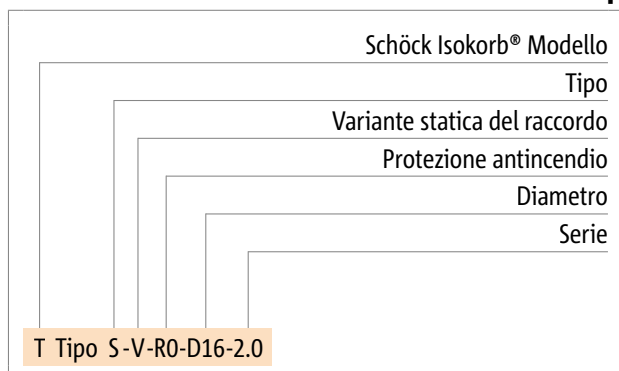 Schöck Isokorb® Modello
Tipo
Variante statica del raccordo
Protezione antincendio
Diametro
Serie
T Tipo S-V-R0-D16-2.0